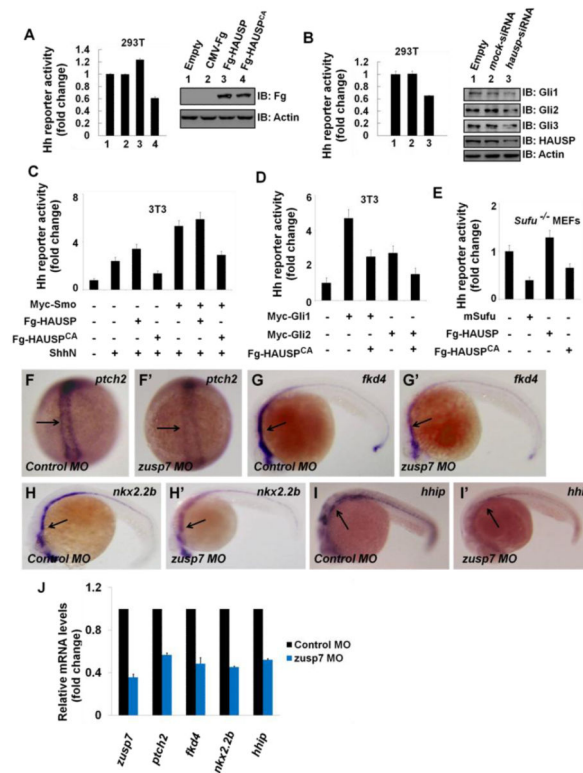 A
293T
Hh reporter activity
(fold change)
1.4
1.2
1
0.8
0.6
0.4
0.2
0
1 2 3 4
1 Empty
2 CMV-Fg
3 Fg-HAUSP
4 Fg-HAUSPCA
IB: Fg
IB: Actin
B
293T
Hh reporter activity
(fold change)
1.2
1
0.8
0.6
0.4
0.2
0
1 2 3
1 Empty
2 mock-siRNA
3 hausp-siRNA
IB: Gli1
IB: Gli2
IB: Gli3
IB: HAUSP
IB: Actin
C
3T3
Hh reporter activity
(fold change)
8
6
4
2
0
Myc-Smo - - - - + + +
Fg-HAUSP - - + - - + -
Fg-HAUSPCA - - - + - - +
ShhN - + + + + + +
D
3T3
Hh reporter activity
(fold change)
6
4
2
0
Myc-Gli1 - + + - -
Myc-Gli2 - - - + +
Fg-HAUSPCA - - + - +
E
Sufu -/- MEFs
Hh reporter activity
(fold change)
2
1
0
mSufu - + - -
Fg-HAUSP - - + -
Fg-HAUSPCA - - - +
F
ptch2
Control MO
F'
ptch2
zusp7 MO
G
fkd4
Control MO
G'
fkd4
zusp7 MO
H
nkx2.2b
Control MO
H'
nkx2.2b
zusp7 MO
I
hhip
Control MO
I'
zusp7 MO
J
Relative mRNA levels
(fold change)
1.2
0.8
0.4
0
Control MO
zusp7 MO
zusp7
ptch2
fkd4
nkx2.2b
hhip